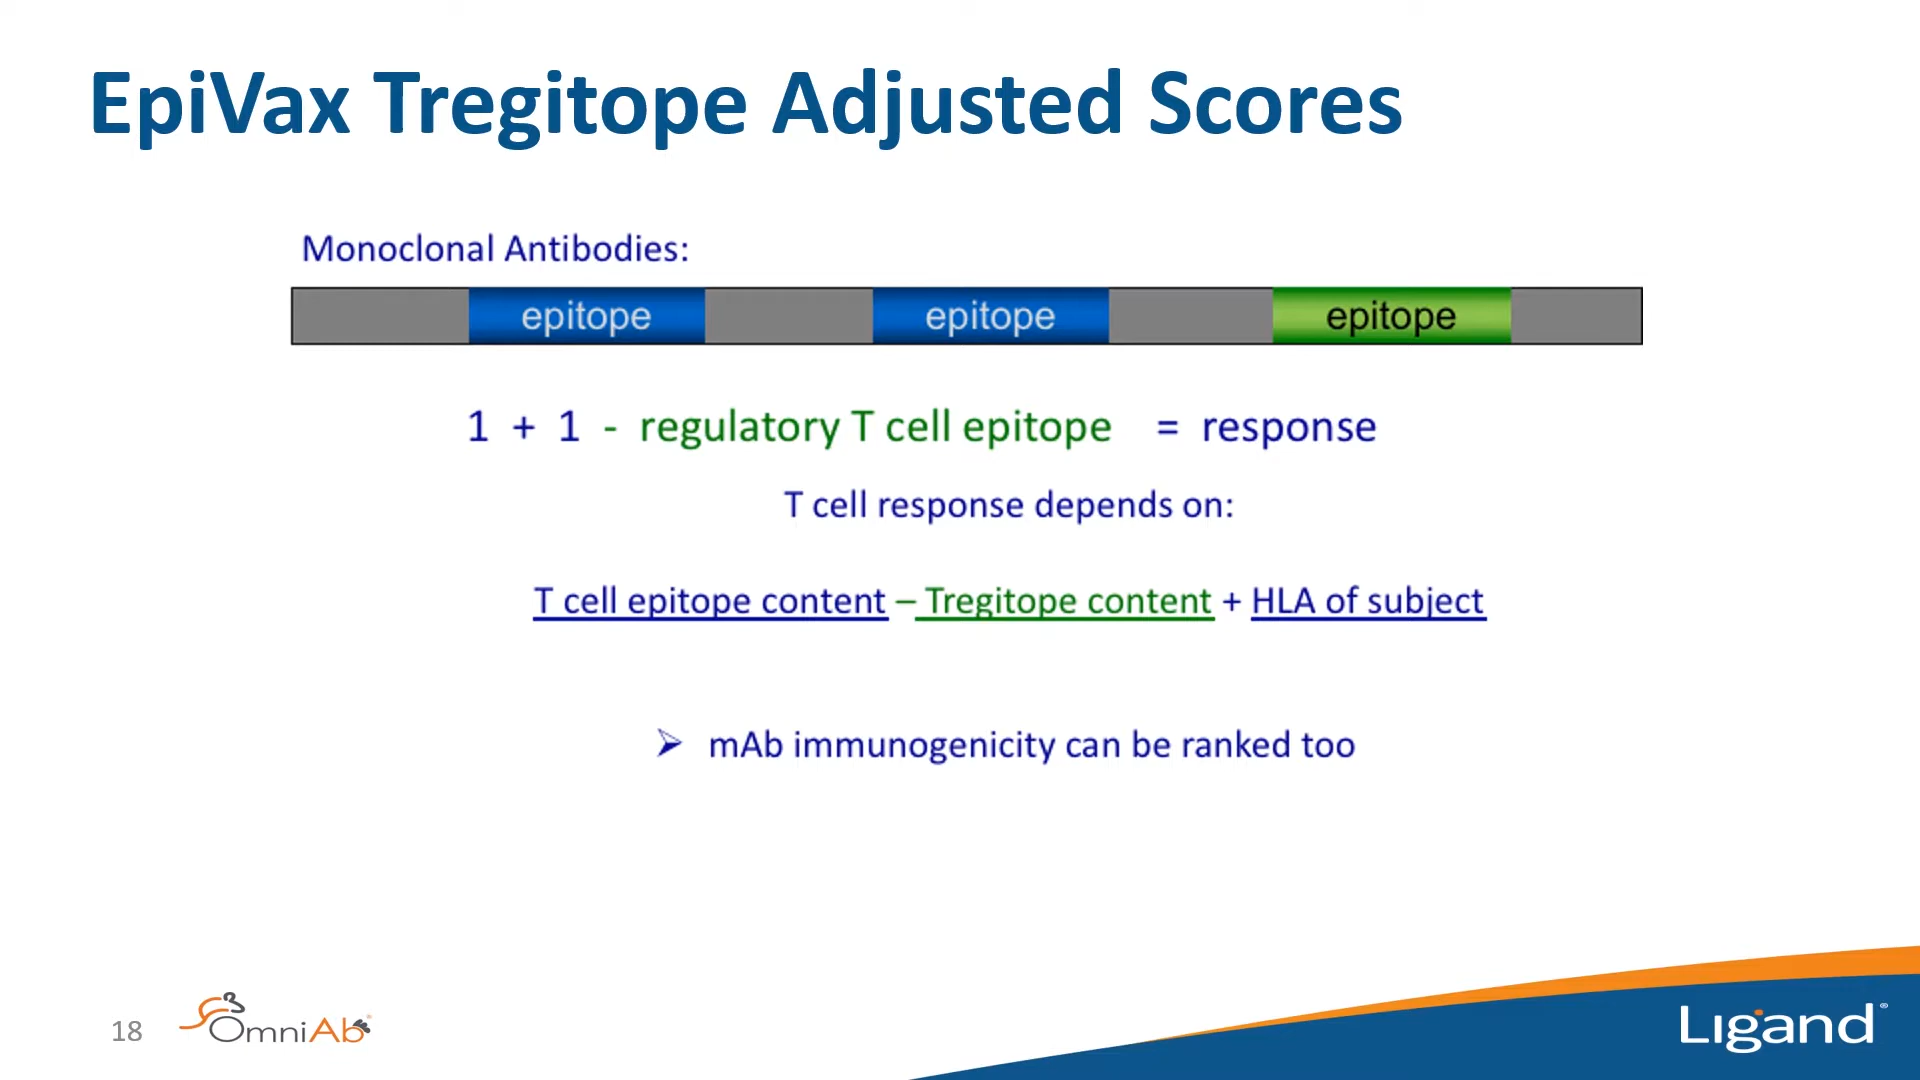 EpiVax Tregitope Adjusted Scores
Monoclonal Antibodies:
epitope epitope epitope
1 + 1 - regulatory T cell epitope = response
T cell response depends on:
T cell epitope content – Tregitope content + HLA of subject
➢ mAb immunogenicity can be ranked too
18 OmniAb® Ligand®